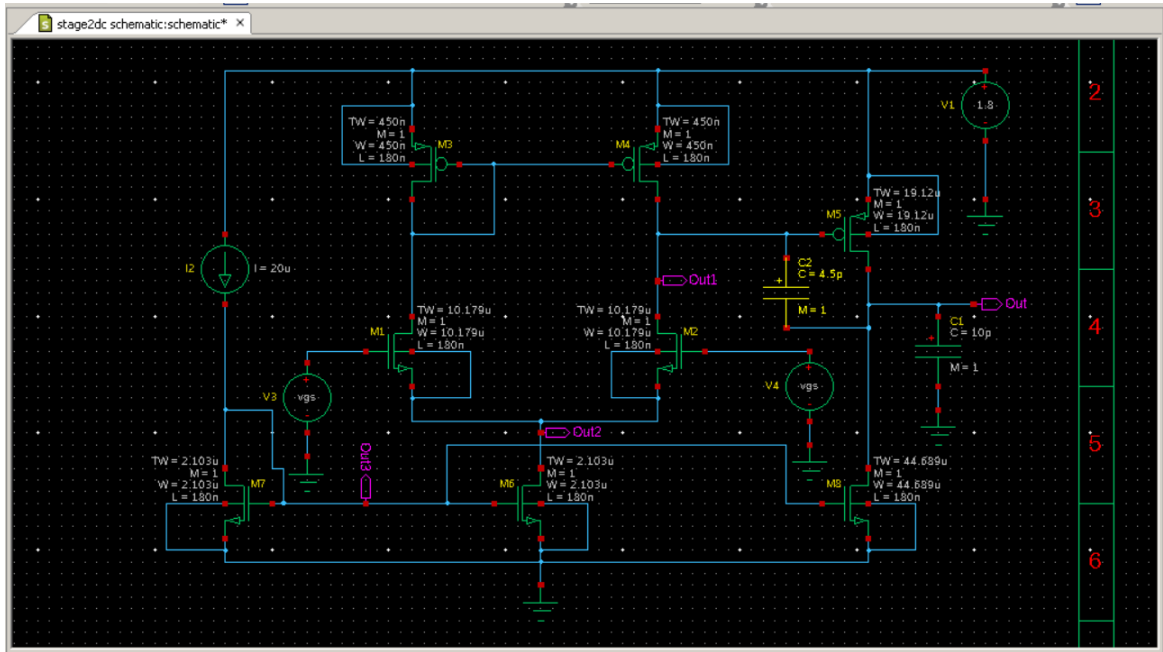 stage2dc schematic:schematic* ×
2
V1
1.8
TW = 450n
M = 1
W = 450n
L = 180n
M3
TW = 450n
M = 1
W = 450n
L = 180n
M4
3
TW = 19.12u
M = 1
W = 19.12u
L = 180n
M5
I2
I = 20u
C2
C = 4.5p
M = 1
Out1
Out
4
TW = 10.179u
M = 1
W = 10.179u
L = 180n
M1
TW = 10.179u
M = 1
W = 10.179u
L = 180n
M2
C1
C = 10p
M = 1
V3
vgs
V4
vgs
Out2
5
Out3
TW = 2.103u
M = 1
W = 2.103u
L = 180n
M7
TW = 2.103u
M = 1
W = 2.103u
L = 180n
M6
TW = 44.689u
M = 1
W = 44.689u
L = 180n
M8
6